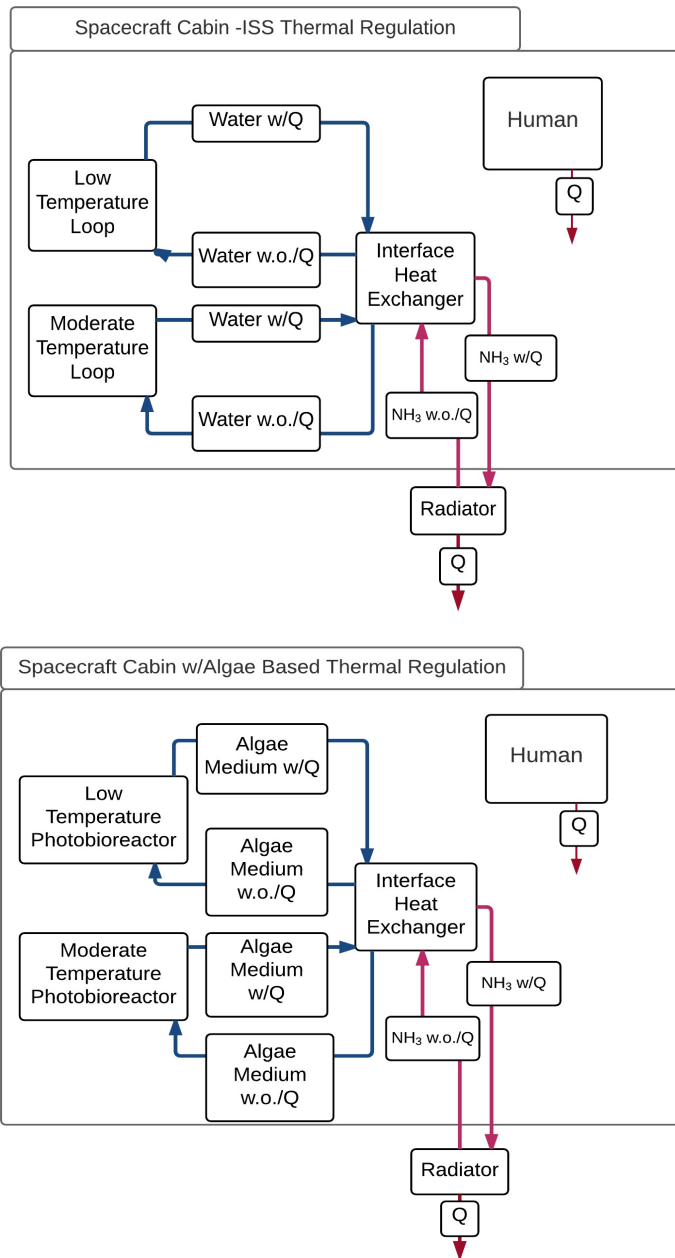 Spacecraft Cabin -ISS Thermal Regulation
Water w/Q
Human
Low
Temperature
Loop
Q
Water w.o./Q
Interface
Heat
Exchanger
Moderate
Temperature
Loop
Water w/Q
NH₃ w/Q
Water w.o./Q
NH₃ w.o./Q
Radiator
Q
Spacecraft Cabin w/Algae Based Thermal Regulation
Algae
Medium w/Q
Human
Low
Temperature
Photobioreactor
Q
Algae
Medium
w.o./Q
Interface
Heat
Exchanger
Moderate
Temperature
Photobioreactor
Algae
Medium
w/Q
NH₃ w/Q
NH₃ w.o./Q
Algae
Medium
w.o./Q
Radiator
Q